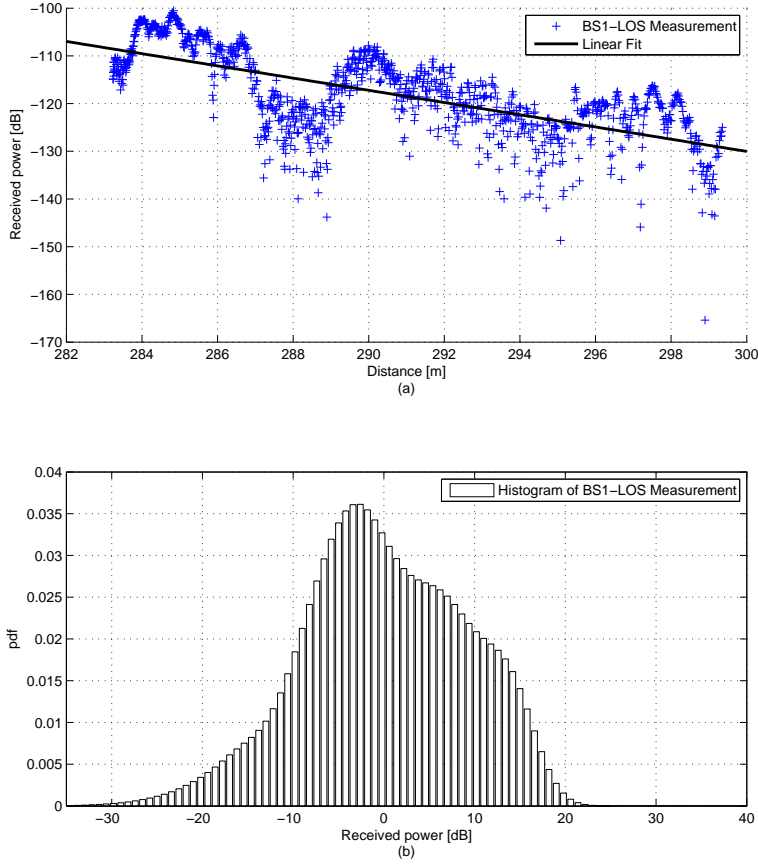 −100
−110
−120
−130
−140
−150
−160
−170
Received power [dB]
BS1−LOS Measurement
Linear Fit
282 284 286 288 290 292 294 296 298 300
Distance [m]
(a)
0.04
0.035
0.03
0.025
0.02
0.015
0.01
0.005
0
pdf
Histogram of BS1−LOS Measurement
−30 −20 −10 0 10 20 30 40
Received power [dB]
(b)